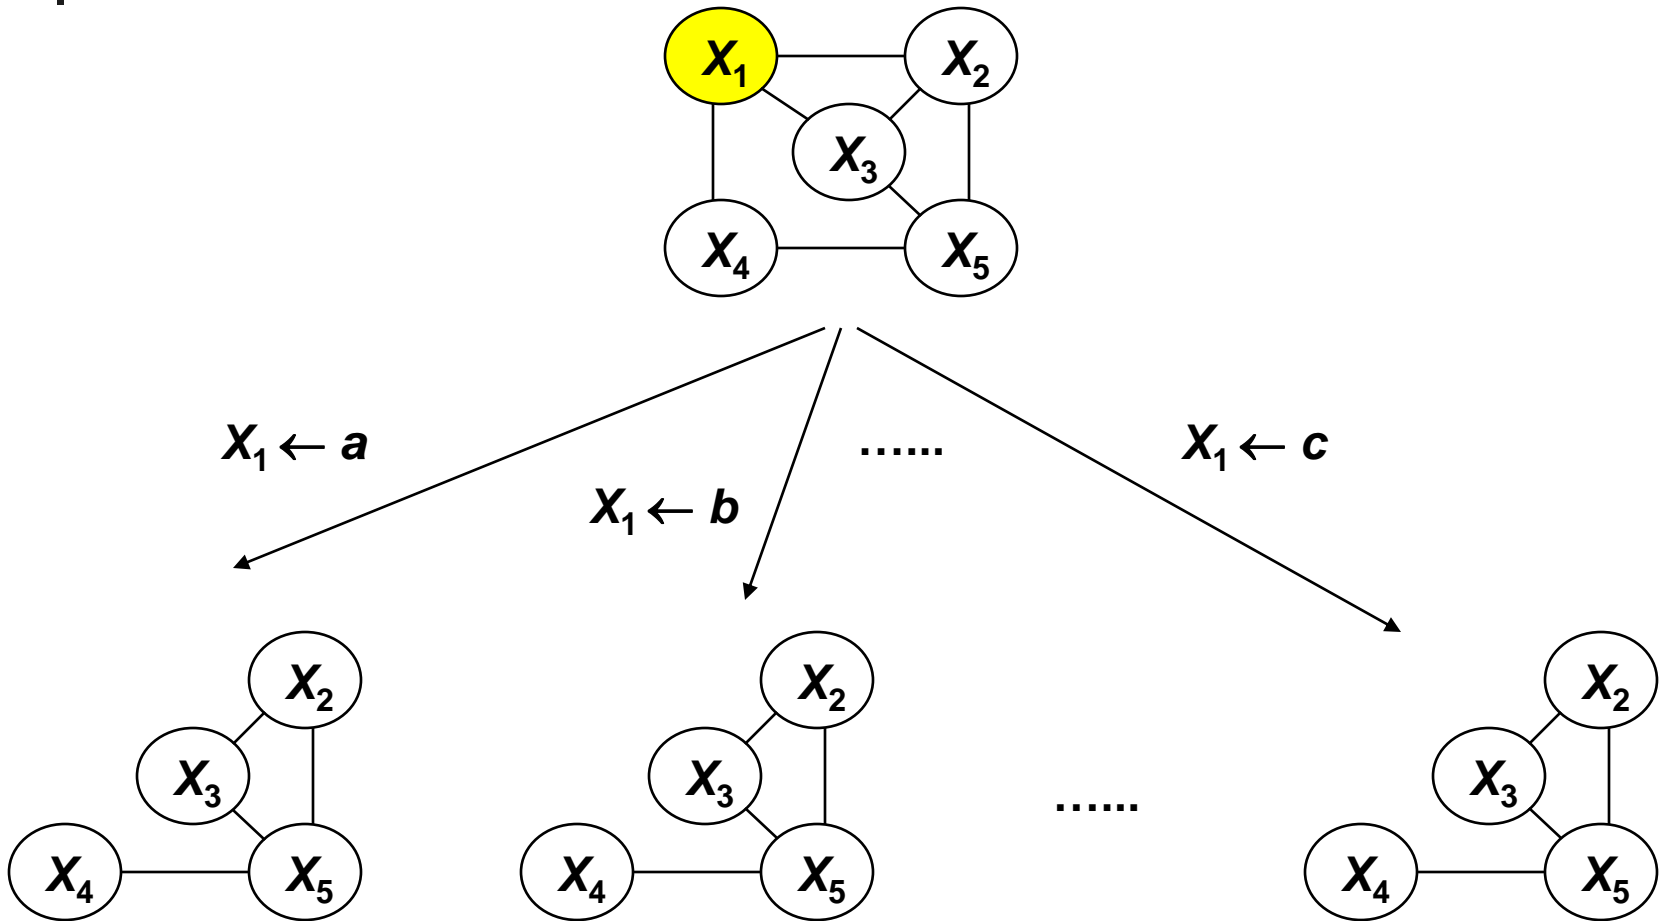 X₁ X₂
X₃
X₄ X₅
X₁ ← a
…...
X₁ ← c
X₁ ← b
X₂ X₂ X₂
X₃ X₃ X₃
…...
X₄ X₅ X₄ X₅ X₄ X₅